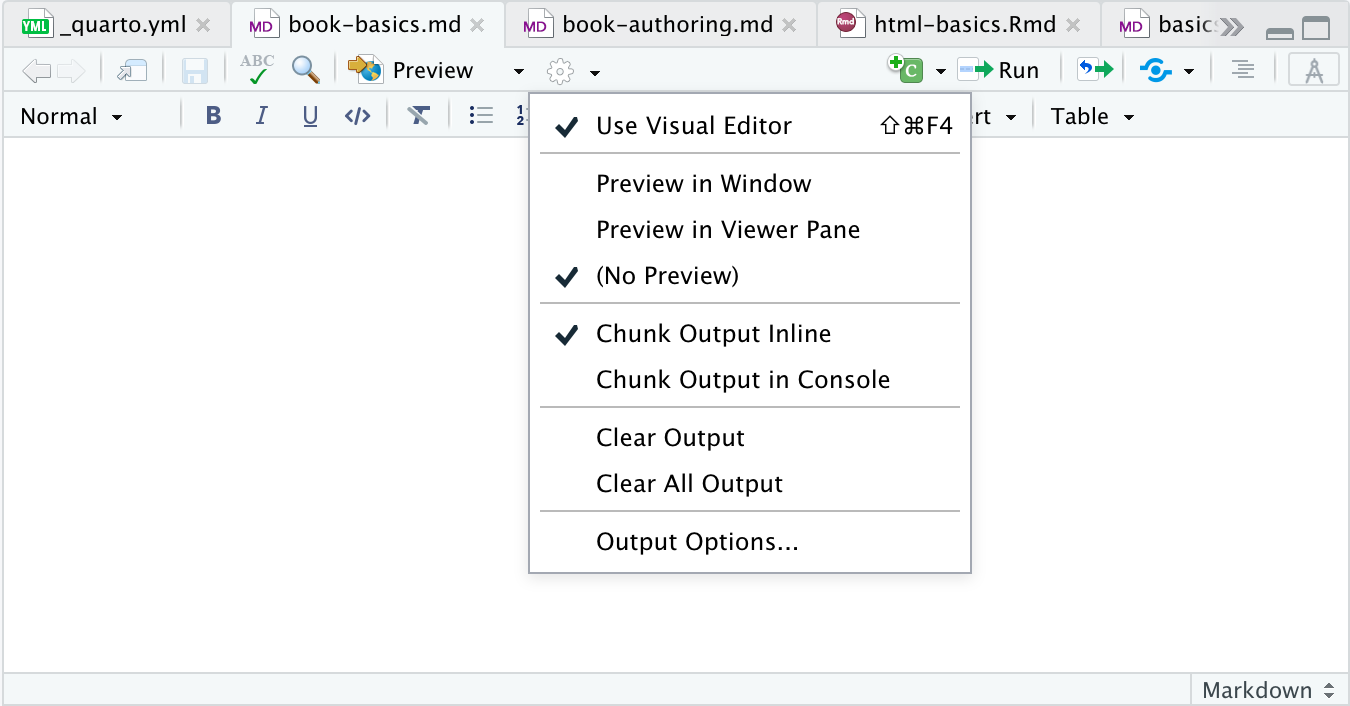 YML _quarto.yml MD book-basics.md MD book-authoring.md Rmd html-basics.Rmd MD basic
ABC Preview C Run
Normal B I U </> rt Table
Use Visual Editor ⇧⌘F4
Preview in Window
Preview in Viewer Pane
(No Preview)
Chunk Output Inline
Chunk Output in Console
Clear Output
Clear All Output
Output Options...
Markdown